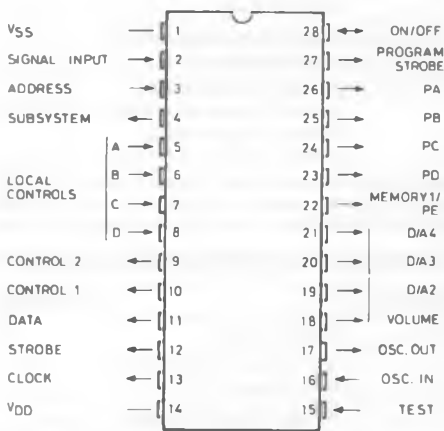 VSS 1 28 ON/OFF
SIGNAL INPUT 2 27 PROGRAM STROBE
ADDRESS 3 26 PA
SUBSYSTEM 4 25 PB
LOCAL CONTROLS
A 5 24 PC
B 6 23 PD
C 7 22 MEMORY1/ PE
D 8 21 D/A4
CONTROL 2 9 20 D/A3
CONTROL 1 10 19 D/A2
DATA 11 18 VOLUME
STROBE 12 17 OSC. OUT
CLOCK 13 16 OSC. IN
VDD 14 15 TEST